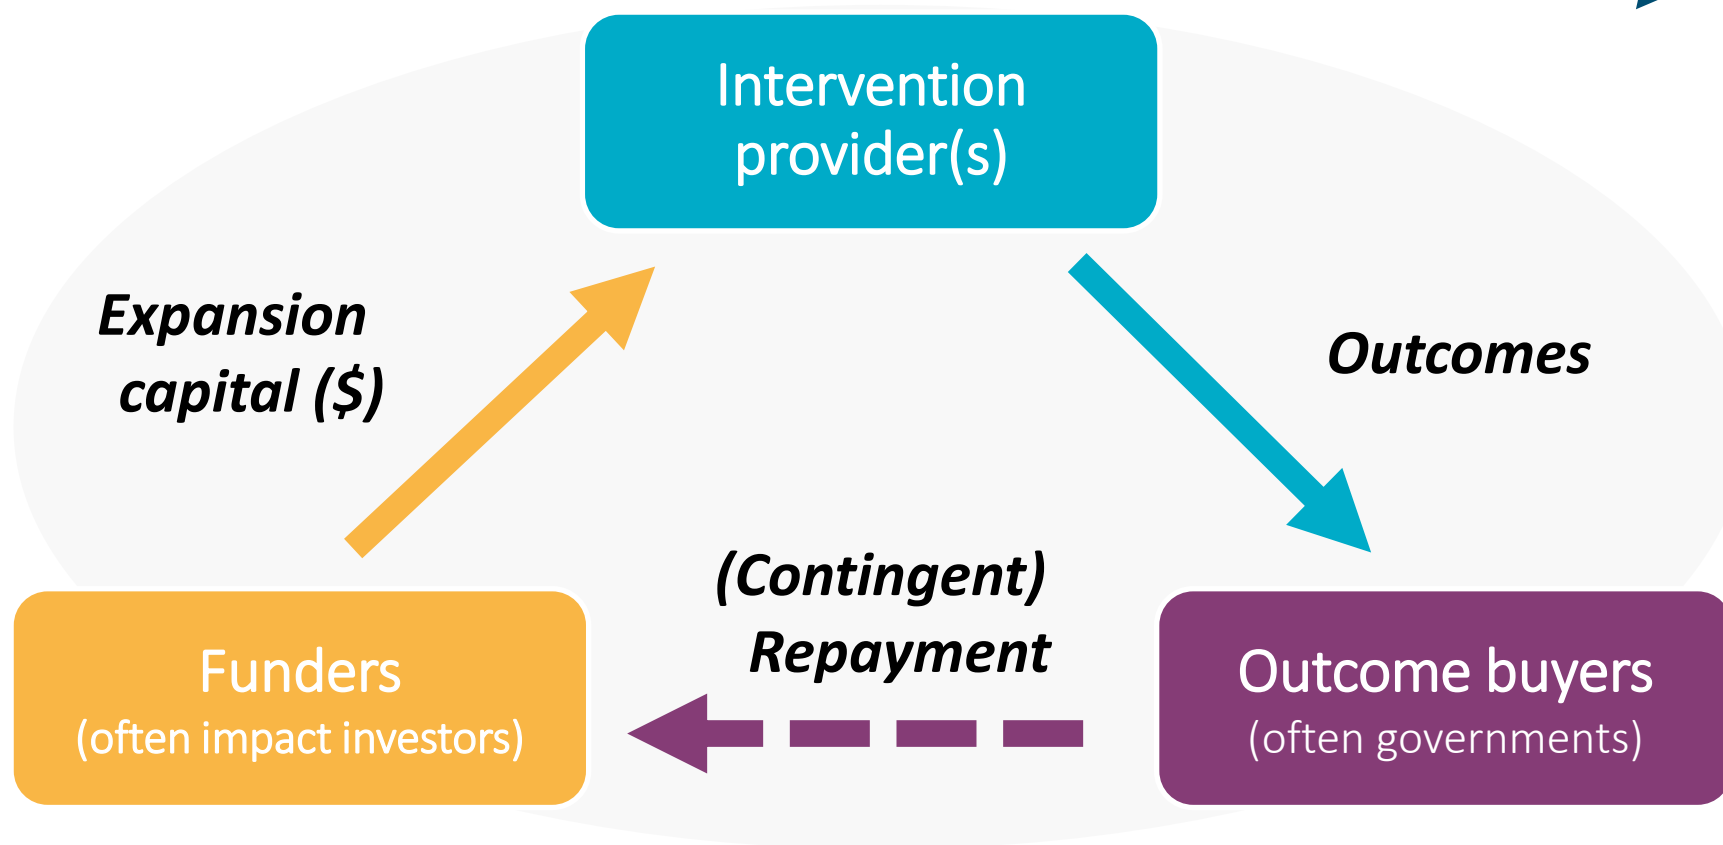 Intervention
provider(s)
Expansion
capital ($)
Outcomes
(Contingent)
Repayment
Funders
(often impact investors)
Outcome buyers
(often governments)